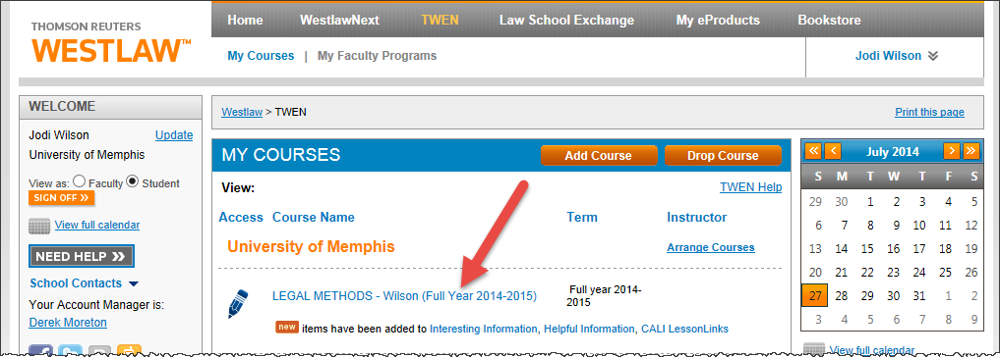 THOMSON REUTERS
WESTLAW™
Home WestlawNext TWEN Law School Exchange My eProducts Bookstore
My Courses | My Faculty Programs
Jodi Wilson
WELCOME
Jodi Wilson Update
University of Memphis
View as: Faculty Student
SIGN OFF
View full calendar
NEED HELP
School Contacts
Your Account Manager is:
Derek Moreton
Westlaw > TWEN
Print this page
MY COURSES
Add Course Drop Course
View: TWEN Help
Access Course Name Term Instructor
University of Memphis Arrange Courses
LEGAL METHODS - Wilson (Full Year 2014-2015)
Full year 2014-
2015
new items have been added to Interesting Information, Helpful Information, CALI LessonLinks
July 2014
S M T W T F S
29 30 1 2 3 4 5
6 7 8 9 10 11 12
13 14 15 16 17 18 19
20 21 22 23 24 25 26
27 28 29 30 31 1 2
3 4 5 6 7 8 9
View full calendar